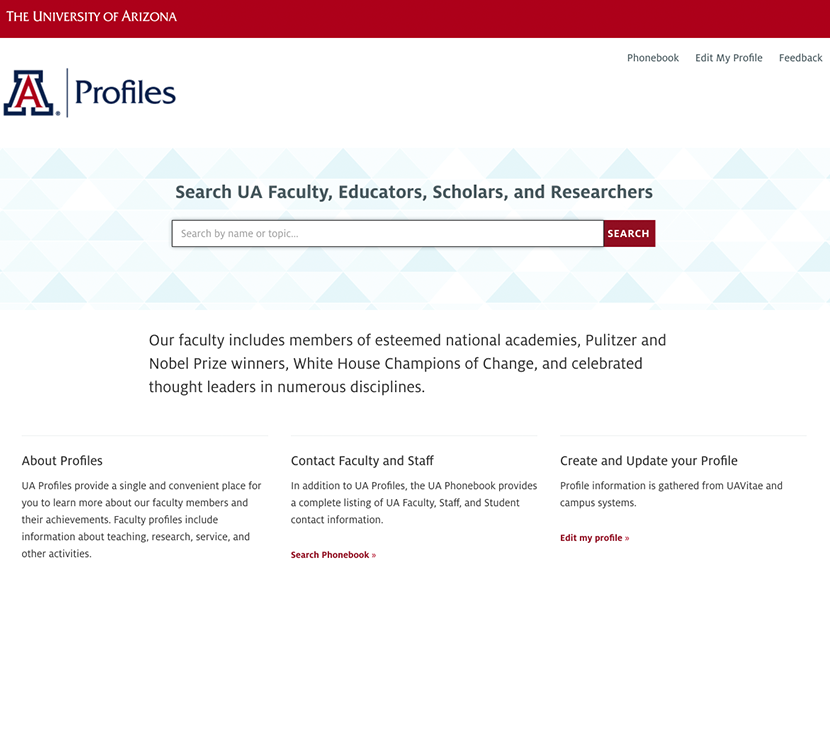 THE UNIVERSITY OF ARIZONA
Phonebook Edit My Profile Feedback
A® Profiles
Search UA Faculty, Educators, Scholars, and Researchers
Search by name or topic... SEARCH
Our faculty includes members of esteemed national academies, Pulitzer and
Nobel Prize winners, White House Champions of Change, and celebrated
thought leaders in numerous disciplines.
About Profiles
UA Profiles provide a single and convenient place for
you to learn more about our faculty members and
their achievements. Faculty profiles include
information about teaching, research, service, and
other activities.
Contact Faculty and Staff
In addition to UA Profiles, the UA Phonebook provides
a complete listing of UA Faculty, Staff, and Student
contact information.
Search Phonebook »
Create and Update your Profile
Profile information is gathered from UAVitae and
campus systems.
Edit my profile »